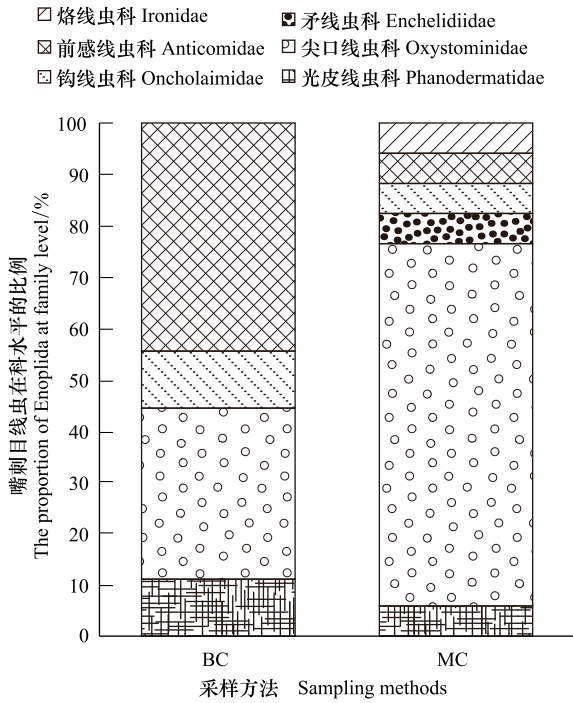 烙线虫科 Ironidae
矛线虫科 Enchelidiidae
前感线虫科 Anticomidae
尖口线虫科 Oxystominidae
钩线虫科 Oncholaimidae
光皮线虫科 Phanodermatidae
嘴刺目线虫在科水平的比例
The proportion of Enoplida at family level/%
100
90
80
70
60
50
40
30
20
10
0
BC
MC
采样方法 Sampling methods